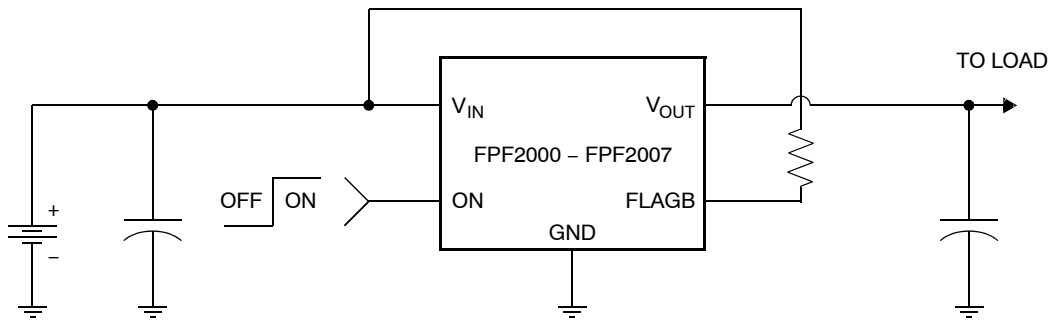 TO LOAD
VIN
VOUT
FPF2000 – FPF2007
OFF
ON
ON
FLAGB
GND
+
–